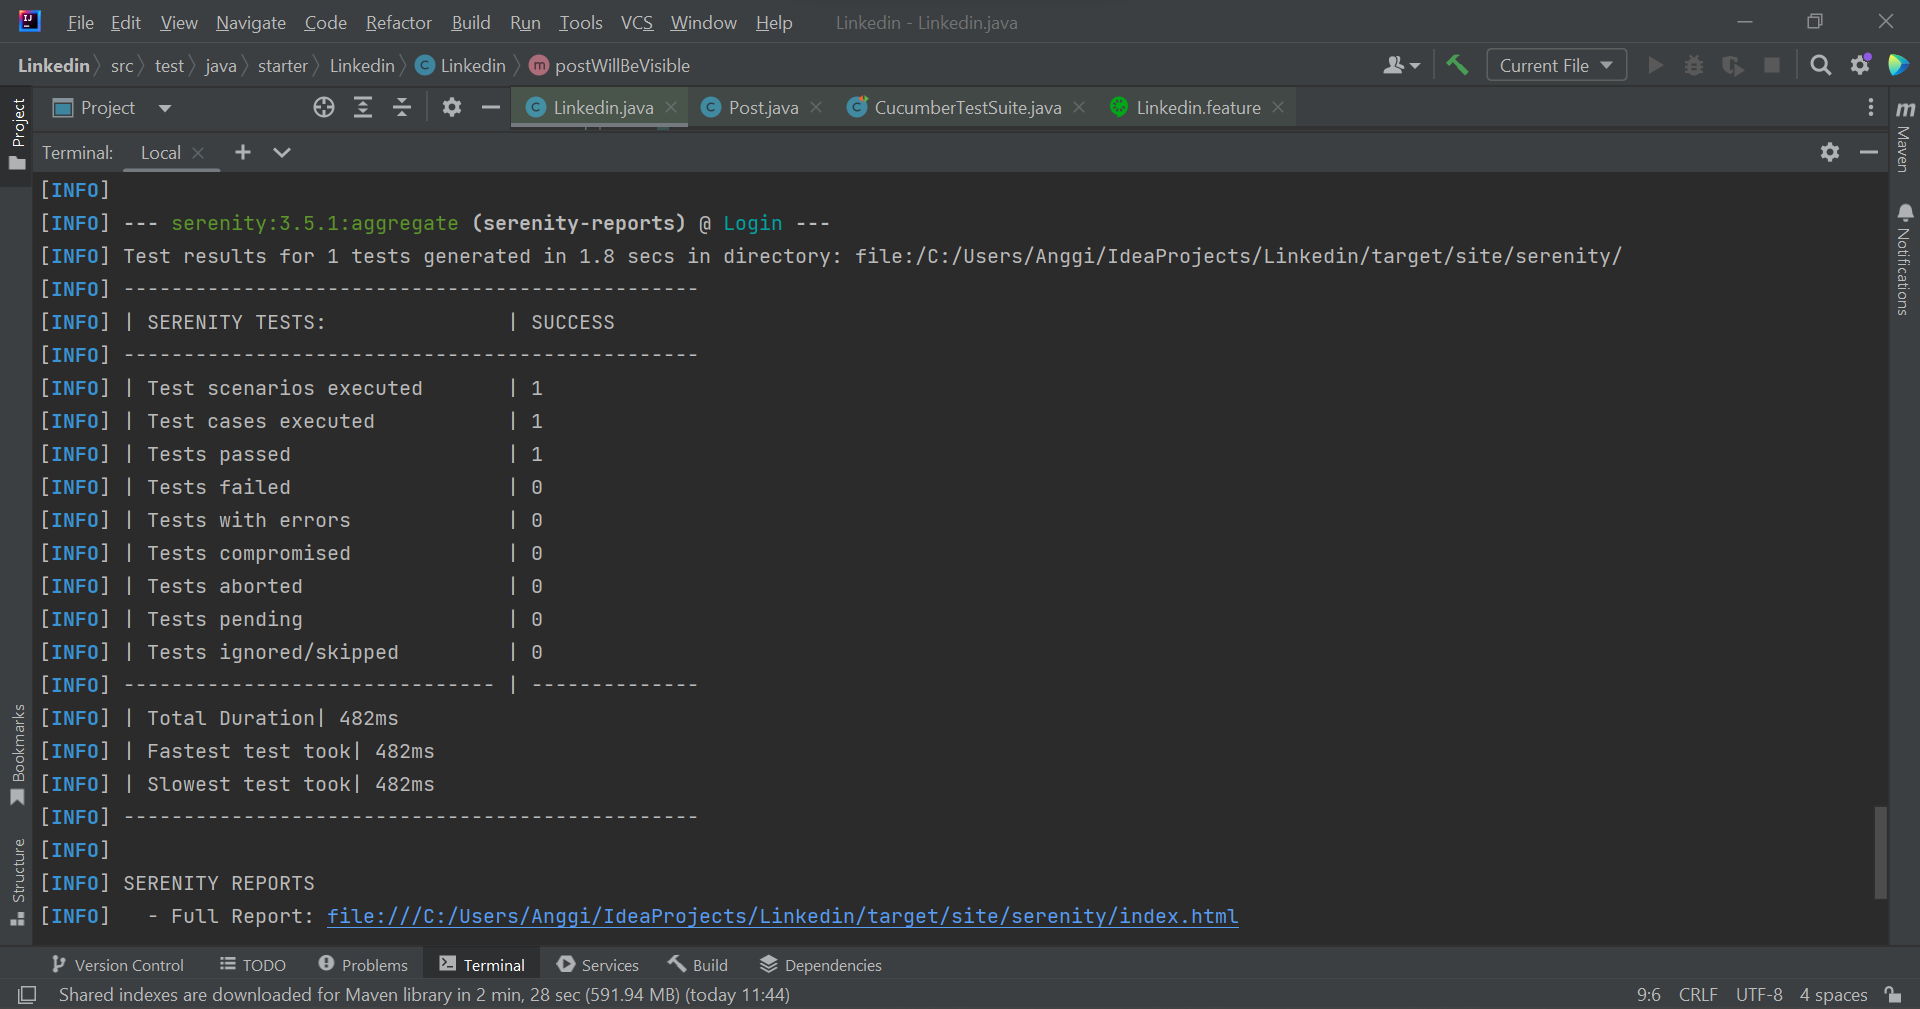 File Edit View Navigate Code Refactor Build Run Tools VCS Window Help Linkedin - Linkedin.java
Linkedin src test java starter Linkedin C Linkedin m postWillBeVisible Current File
Project C Linkedin.java C Post.java C CucumberTestSuite.java Linkedin.feature
Project
Terminal: Local
[INFO]
[INFO] --- serenity:3.5.1:aggregate (serenity-reports) @ Login ---
[INFO] Test results for 1 tests generated in 1.8 secs in directory: file:/C:/Users/Anggi/IdeaProjects/Linkedin/target/site/serenity/
[INFO] ------------------------------------------------
[INFO] | SERENITY TESTS:               | SUCCESS
[INFO] ------------------------------------------------
[INFO] | Test scenarios executed       | 1
[INFO] | Test cases executed           | 1
[INFO] | Tests passed                  | 1
[INFO] | Tests failed                  | 0
[INFO] | Tests with errors             | 0
[INFO] | Tests compromised             | 0
[INFO] | Tests aborted                 | 0
[INFO] | Tests pending                 | 0
[INFO] | Tests ignored/skipped         | 0
[INFO] ------------------------------- | --------------
[INFO] | Total Duration| 482ms
[INFO] | Fastest test took| 482ms
[INFO] | Slowest test took| 482ms
[INFO] ------------------------------------------------
[INFO]
[INFO] SERENITY REPORTS
[INFO]   - Full Report: file:///C:/Users/Anggi/IdeaProjects/Linkedin/target/site/serenity/index.html
Bookmarks
Structure
m Maven
Notifications
Version Control TODO Problems Terminal Services Build Dependencies
Shared indexes are downloaded for Maven library in 2 min, 28 sec (591.94 MB) (today 11:44) 9:6 CRLF UTF-8 4 spaces